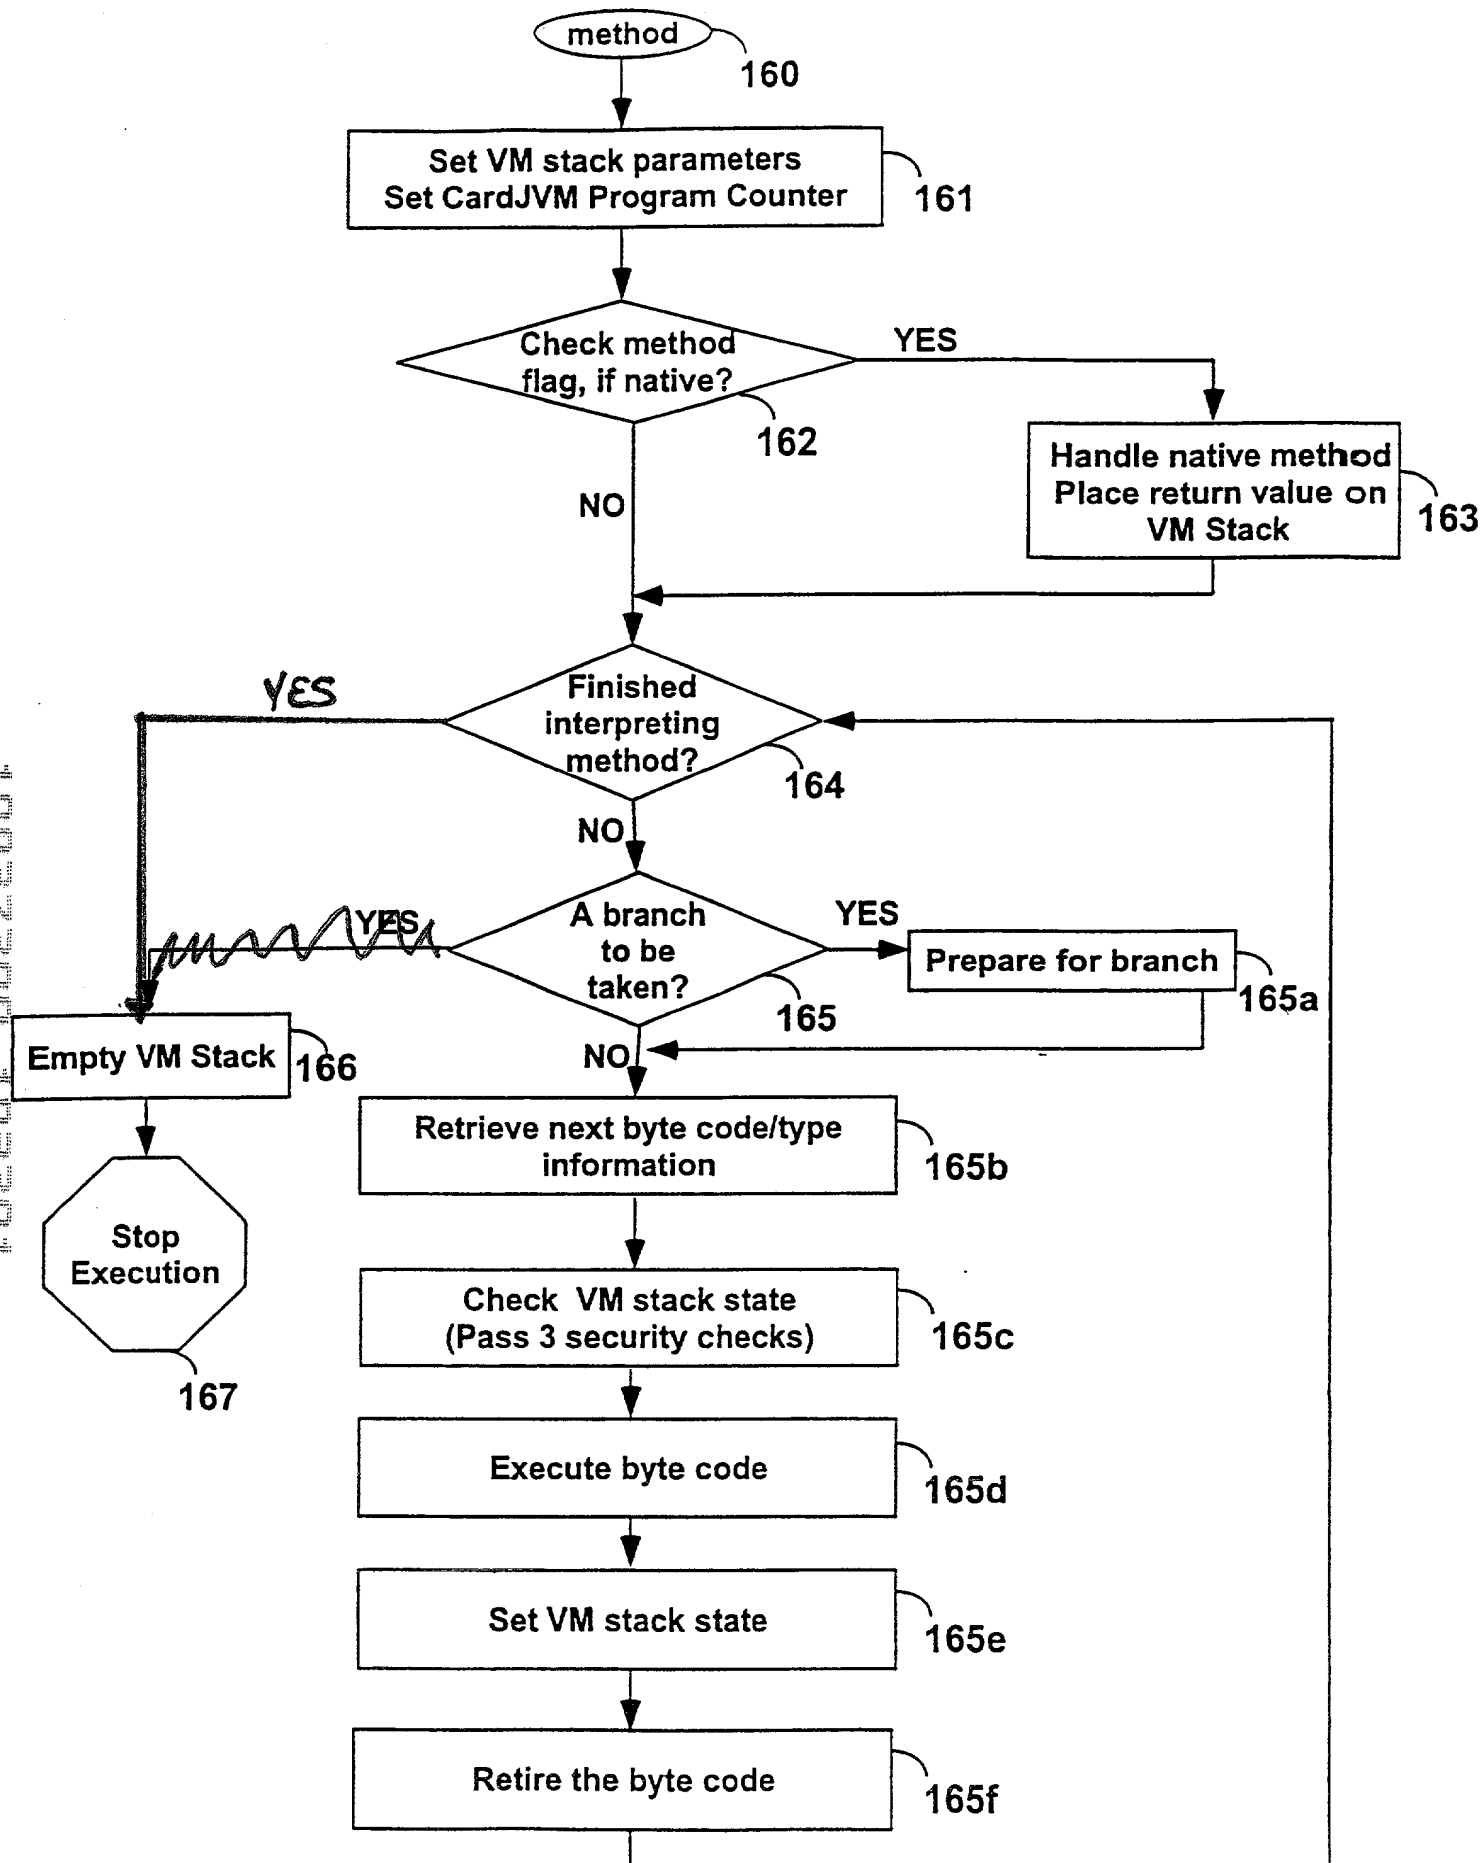 method
160
Set VM stack parameters
Set CardJVM Program Counter
161
Check method
flag, if native?
YES
162
Handle native method
Place return value on
VM Stack
163
NO
YES
Finished
interpreting
method?
164
NO
YES
A branch
to be
taken?
YES
165
Prepare for branch
165a
NO
Empty VM Stack
166
Retrieve next byte code/type
information
165b
Stop
Execution
167
Check VM stack state
(Pass 3 security checks)
165c
Execute byte code
165d
Set VM stack state
165e
Retire the byte code
165f